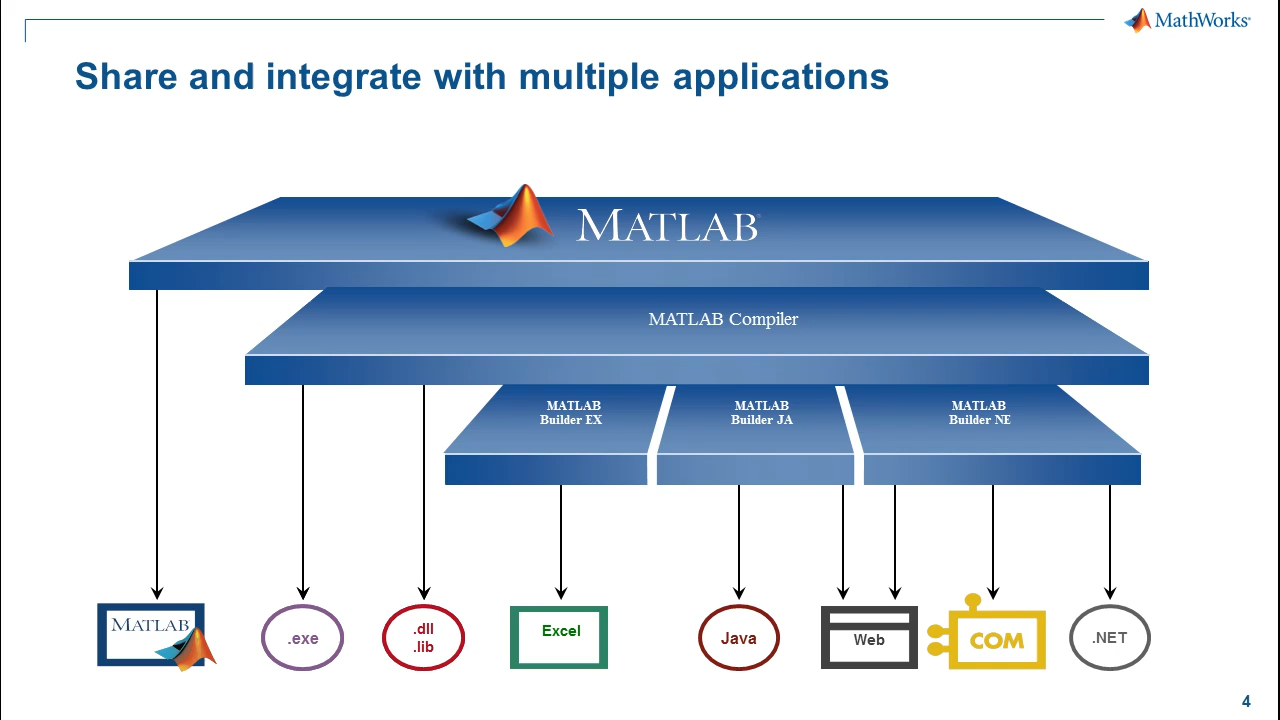 MathWorks®
Share and integrate with multiple applications
MATLAB®
MATLAB Compiler
MATLAB
Builder EX
MATLAB
Builder JA
MATLAB
Builder NE
MATLAB
.exe
.dll
.lib
Excel
Java
Web
COM
.NET
4